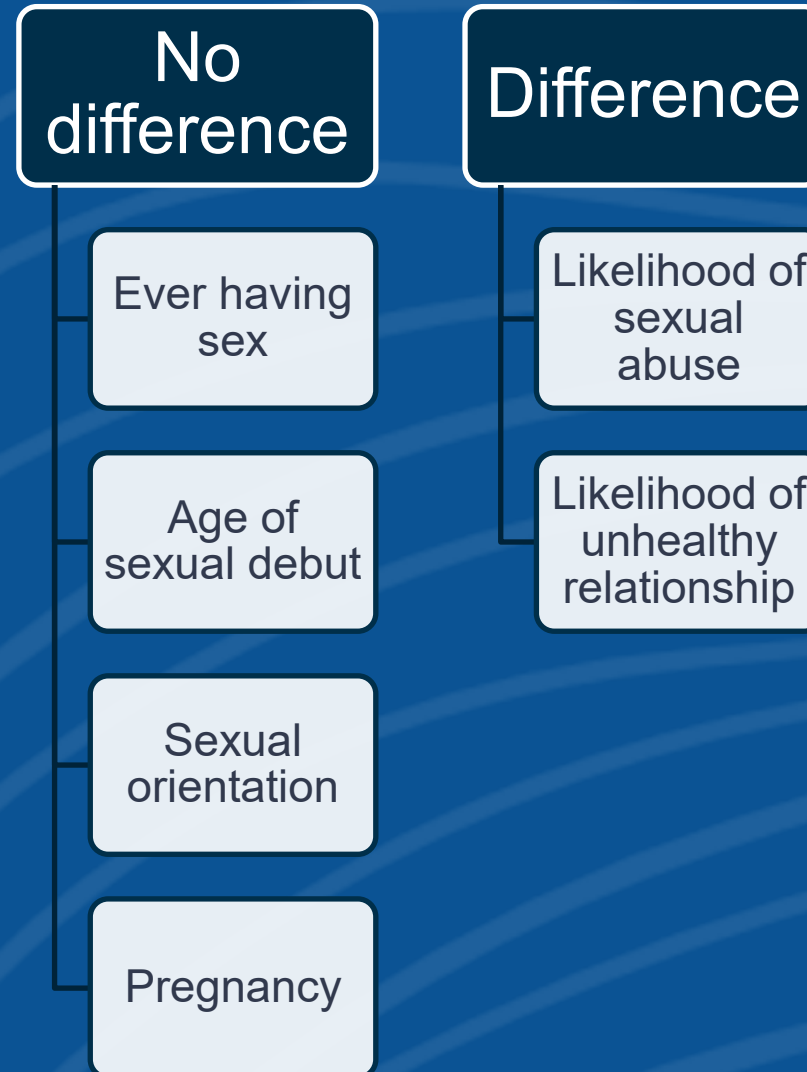 No
difference
Ever having
sex
Age of
sexual debut
Sexual
orientation
Pregnancy
Difference
Likelihood of
sexual
abuse
Likelihood of
unhealthy
relationship